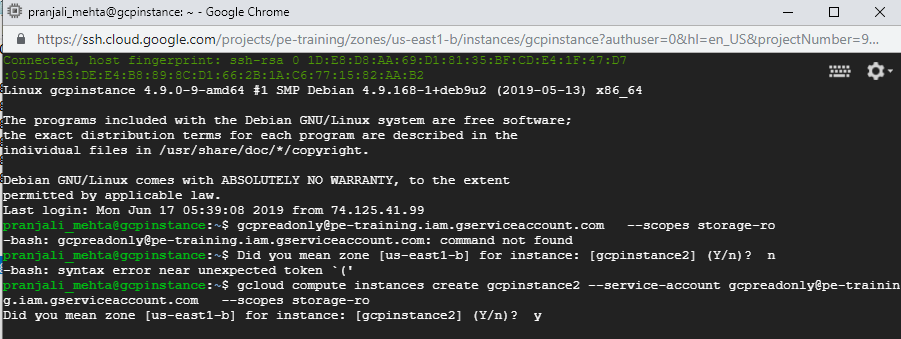 pranjali_mehta@gcpinstance: ~ - Google Chrome
https://ssh.cloud.google.com/projects/pe-training/zones/us-east1-b/instances/gcpinstance?authuser=0&hl=en_US&projectNumber=9...
Connected, host fingerprint: ssh-rsa 0 1D:E8:D8:AA:69:D1:81:35:BF:CD:E4:1F:47:D7
:05:D1:B3:DE:E4:B8:89:8C:D1:66:2B:1A:C6:77:15:82:AA:B2
Linux gcpinstance 4.9.0-9-amd64 #1 SMP Debian 4.9.168-1+deb9u2 (2019-05-13) x86_64
The programs included with the Debian GNU/Linux system are free software;
the exact distribution terms for each program are described in the
individual files in /usr/share/doc/*/copyright.
Debian GNU/Linux comes with ABSOLUTELY NO WARRANTY, to the extent
permitted by applicable law.
Last login: Mon Jun 17 05:39:08 2019 from 74.125.41.99
pranjali_mehta@gcpinstance:~$ gcpreadonly@pe-training.iam.gserviceaccount.com   --scopes storage-ro
-bash: gcpreadonly@pe-training.iam.gserviceaccount.com: command not found
pranjali_mehta@gcpinstance:~$ Did you mean zone [us-east1-b] for instance: [gcpinstance2] (Y/n)?  n
-bash: syntax error near unexpected token `('
pranjali_mehta@gcpinstance:~$ gcloud compute instances create gcpinstance2 --service-account gcpreadonly@pe-trainin
g.iam.gserviceaccount.com   --scopes storage-ro
Did you mean zone [us-east1-b] for instance: [gcpinstance2] (Y/n)?  y